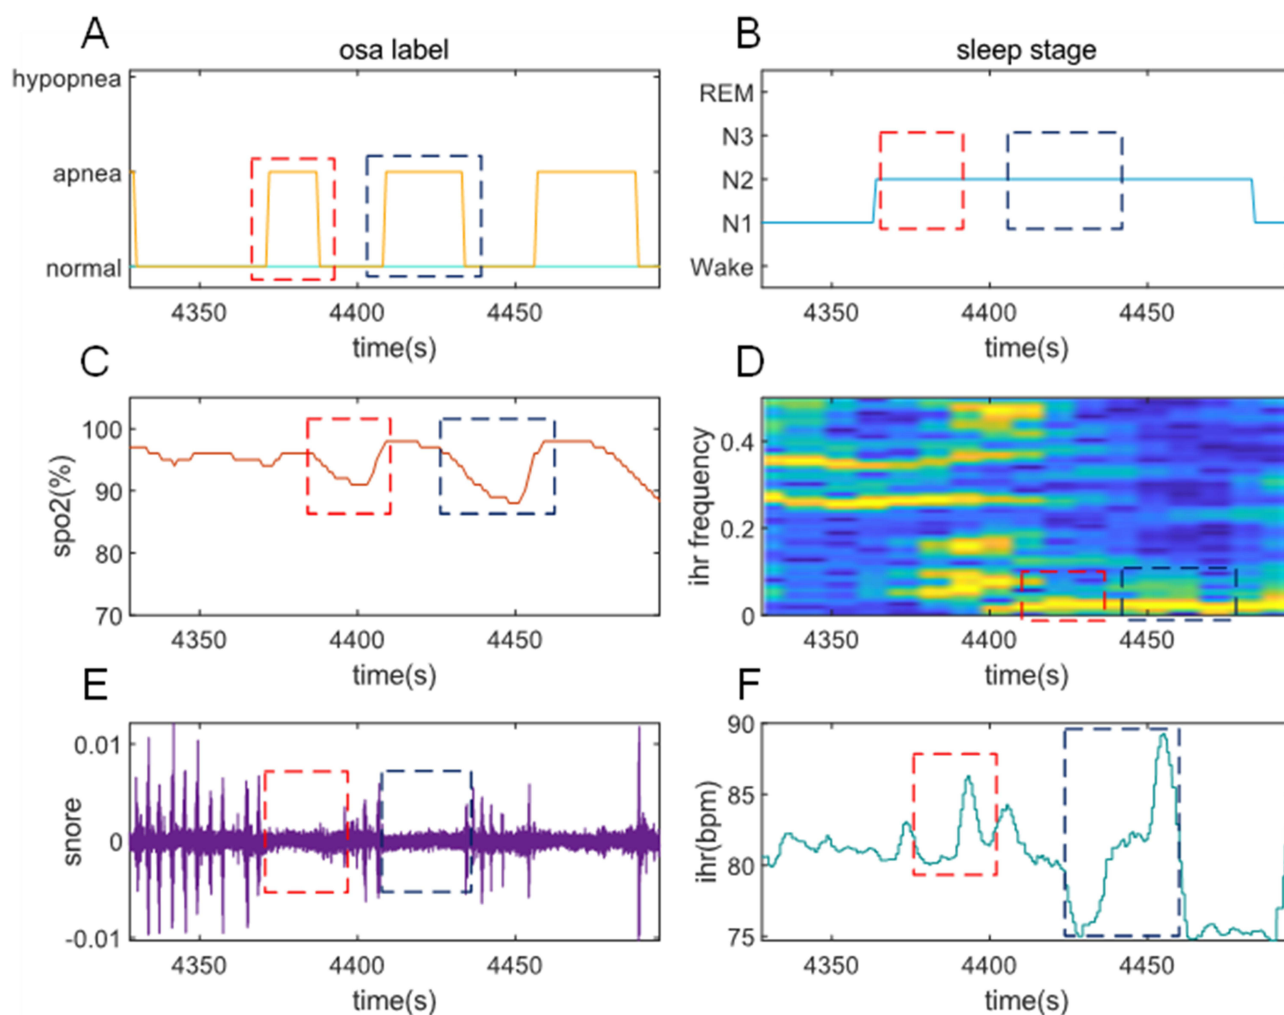 A
osa label
hypopnea
apnea
normal
4350 4400 4450
time(s)
B
sleep stage
REM
N3
N2
N1
Wake
4350 4400 4450
time(s)
C
100
90
80
70
spo2(%)
4350 4400 4450
time(s)
D
0.4
0.2
0
ihr frequency
4350 4400 4450
time(s)
E
0.01
0
-0.01
snore
4350 4400 4450
time(s)
F
90
85
80
75
ihr(bpm)
4350 4400 4450
time(s)